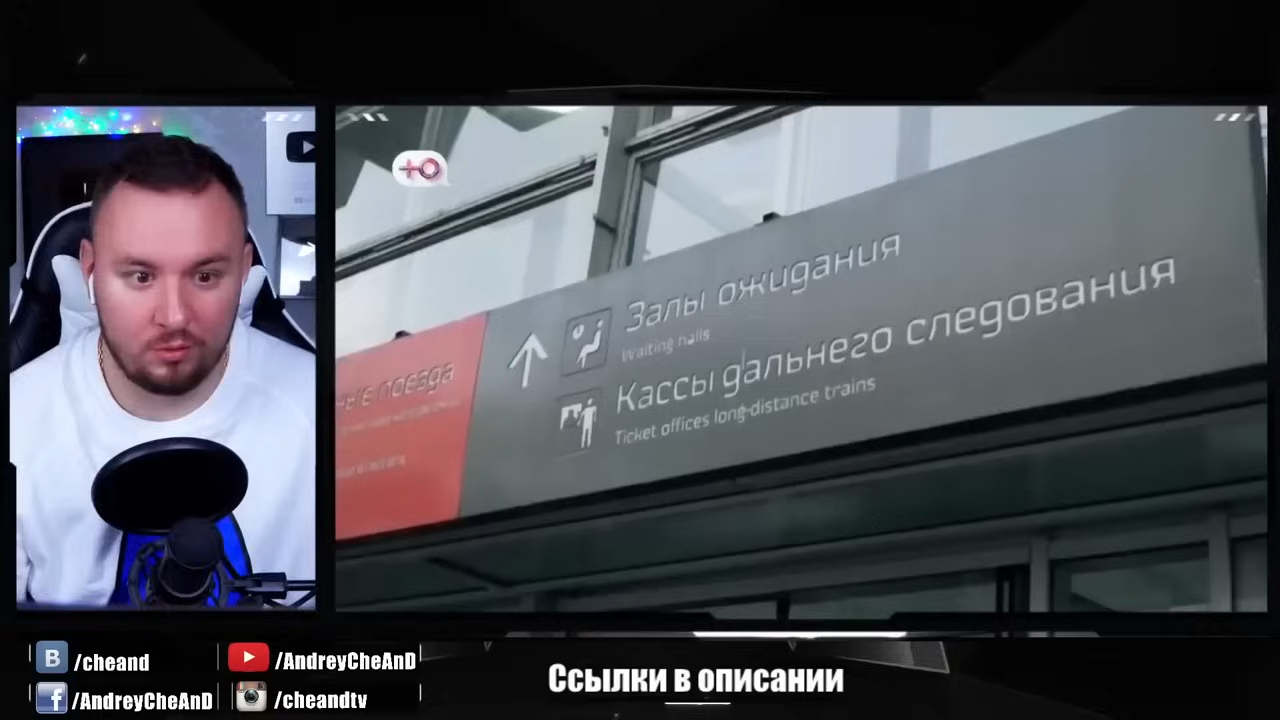 Ю
Залы ожидания
Waiting halls
ные поезда
Кассы дальнего следования
Ticket offices long-distance trains
B /cheand
/AndreyCheAnD
f /AndreyCheAnD
/cheandtv
Ссылки в описании